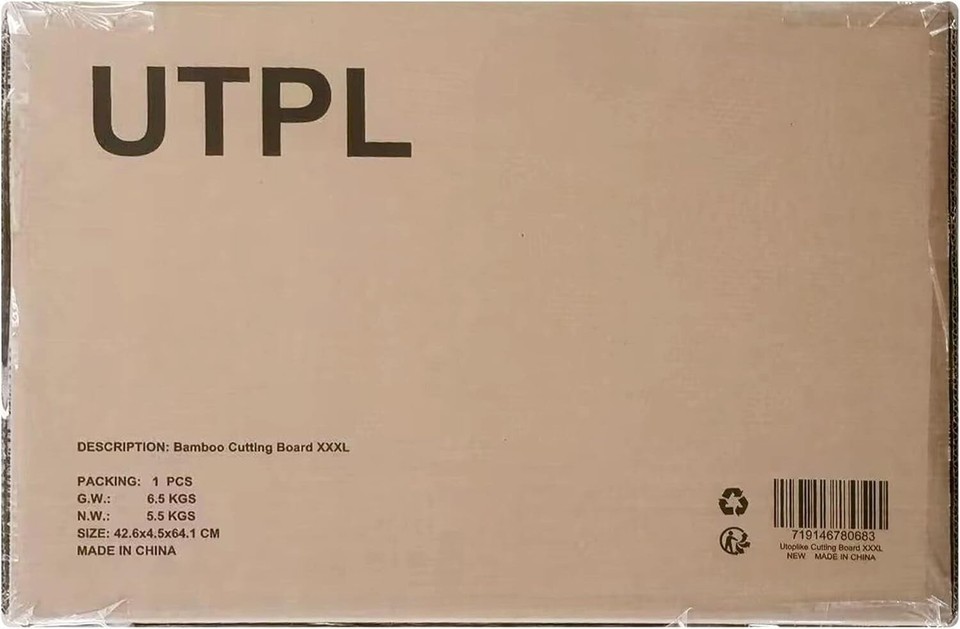 UTPL
DESCRIPTION: Bamboo Cutting Board XXXL
PACKING: 1 PCS
G.W.: 6.5 KGS
N.W.: 5.5 KGS
SIZE: 42.6x4.5x64.1 CM
MADE IN CHINA
719146780683
Utoplike Cutting Board XXXL
NEW MADE IN CHINA